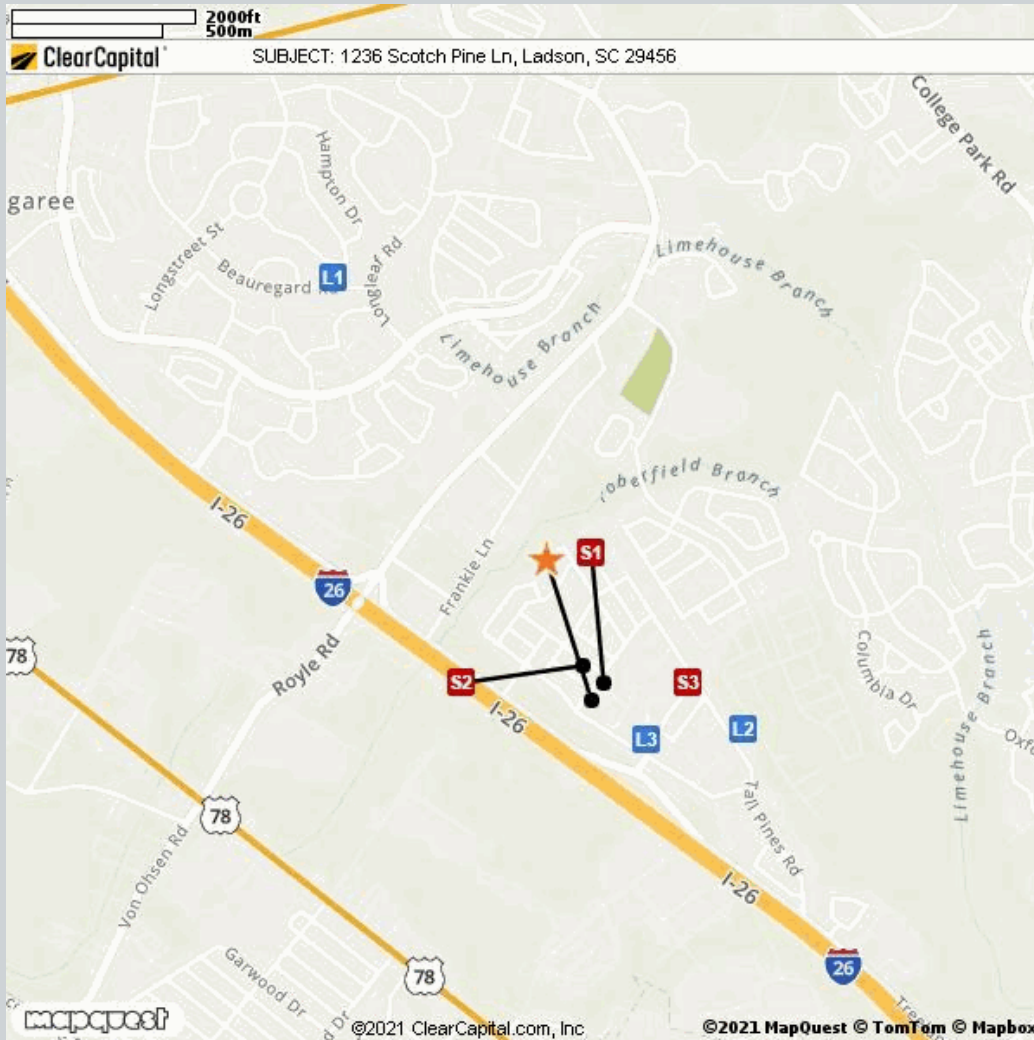 2000ft
500m
ClearCapital
SUBJECT: 1236 Scotch Pine Ln, Ladson, SC 29456
College Park Rd
Hampton Dr
garee
Longstreet St
Limehouse Branch
Beauregard
L1
Longleaf Rd
Limehouse Branch
I-26
Frankie Ln
S1
26
78
Royle Rd
S2
S3
I-26
L3
L2
Columbia Dr
Limehouse Branch
Tall Pines Rd
78
Von Ohsen Rd
I-26
26
78
Garwood Dr
d Dr
mapquest
©2021 ClearCapital.com, Inc
©2021 MapQuest © TomTom © Mapbox